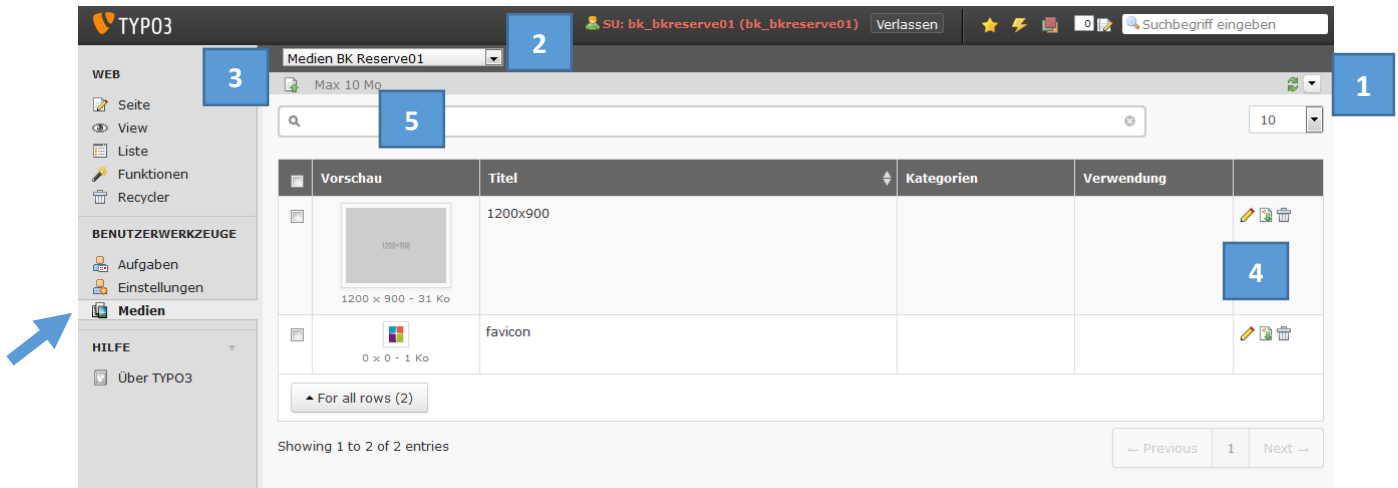 TYPO3
SU: bk_bkreserve01 (bk_bkreserve01) Verlassen 0 Suchbegriff eingeben
2
Medien BK Reserve01
3
1
Max 10 Mo
5
10
WEB
Seite
View
Liste
Funktionen
Recycler
BENUTZERWERKZEUGE
Aufgaben
Einstellungen
Medien
HILFE
Über TYPO3
Vorschau Titel Kategorien Verwendung
1200x900
1200×900
1200 x 900 - 31 Ko
4
favicon
0 x 0 - 1 Ko
For all rows (2)
Showing 1 to 2 of 2 entries
← Previous 1 Next →